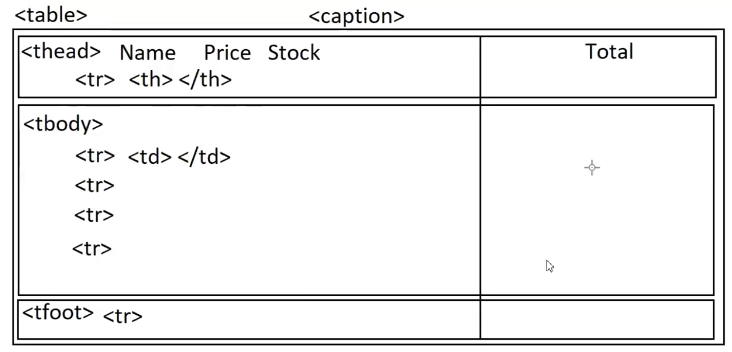 <table> <caption>
<thead> Name Price Stock Total
<tr> <th> </th>
<tbody>
<tr> <td> </td>
<tr>
<tr>
<tr>
<tfoot> <tr>